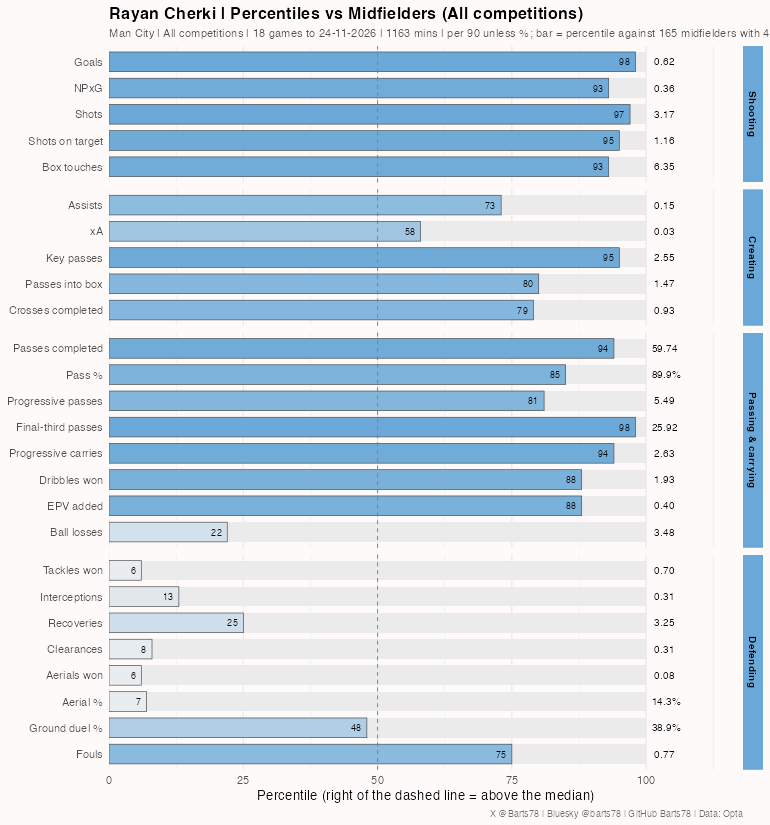 Rayan Cherki | Percentiles vs Midfielders (All competitions)
Man City | All competitions | 18 games to 24-11-2026 | 1163 mins | per 90 unless %; bar = percentile against 165 midfielders with 4
Shooting
Goals 98 0.62
NPxG 93 0.36
Shots 97 3.17
Shots on target 95 1.16
Box touches 93 6.35
Creating
Assists 73 0.15
xA 58 0.03
Key passes 95 2.55
Passes into box 80 1.47
Crosses completed 79 0.93
Passing & carrying
Passes completed 94 59.74
Pass % 85 89.9%
Progressive passes 81 5.49
Final-third passes 98 25.92
Progressive carries 94 2.63
Dribbles won 88 1.93
EPV added 88 0.40
Ball losses 22 3.48
Defending
Tackles won 6 0.70
Interceptions 13 0.31
Recoveries 25 3.25
Clearances 8 0.31
Aerials won 6 0.08
Aerial % 7 14.3%
Ground duel % 48 38.9%
Fouls 75 0.77
0 25 50 75 100
Percentile (right of the dashed line = above the median)
X @Barts78 | Bluesky @barts78 | GitHub Barts78 | Data: Opta